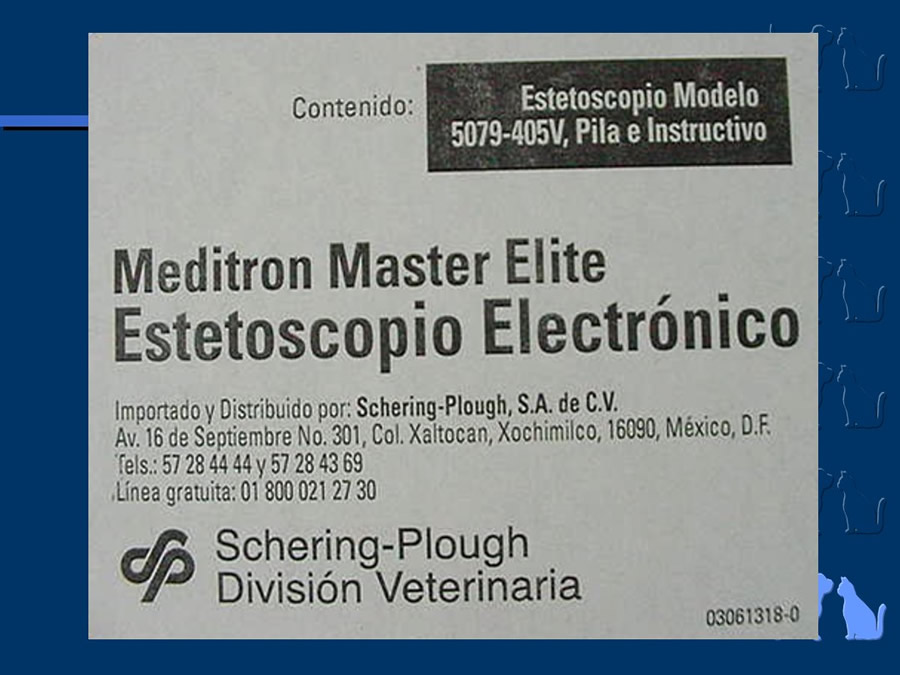 Contenido:
Estetoscopio Modelo
5079-405V, Pila e Instructivo
Meditron Master Elite
Estetoscopio Electrónico
Importado y Distribuido por: Schering-Plough, S.A. de C.V.
Av. 16 de Septiembre No. 301, Col. Xaltocan, Xochimilco, 16090, México, D.F.
Tels.: 57 28 44 44 y 57 28 43 69
Línea gratuita: 01 800 021 27 30
Schering-Plough
División Veterinaria
03061318-0